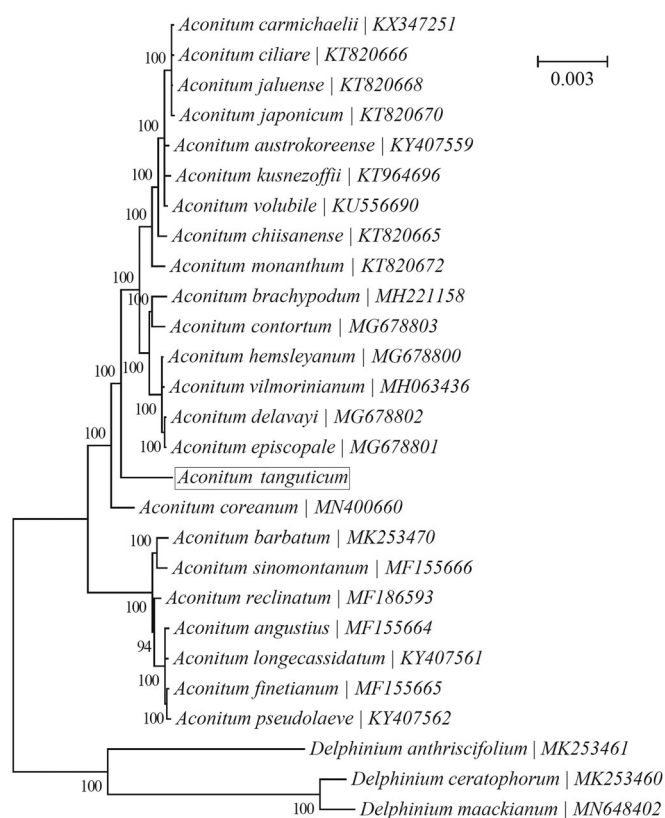 Aconitum carmichaelii | KX347251
100
Aconitum ciliare | KT820666
0.003
Aconitum jaluense | KT820668
Aconitum japonicum | KT820670
100
Aconitum austrokoreense | KY407559
100
Aconitum kusnezoffii | KT964696
Aconitum volubile | KU556690
100
Aconitum chiisanense | KT820665
Aconitum monanthum | KT820672
100
100
Aconitum brachypodum | MH221158
Aconitum contortum | MG678803
Aconitum hemsleyanum | MG678800
100
100
Aconitum vilmorinianum | MH063436
100
Aconitum delavayi | MG678802
100
100
Aconitum episcopale | MG678801
Aconitum tanguticum
Aconitum coreanum | MN400660
100
Aconitum barbatum | MK253470
Aconitum sinomontanum | MF155666
Aconitum reclinatum | MF186593
100
Aconitum angustius | MF155664
94
Aconitum longecassidatum | KY407561
100
Aconitum finetianum | MF155665
100
Aconitum pseudolaeve | KY407562
Delphinium anthriscifolium | MK253461
100
Delphinium ceratophorum | MK253460
100
Delphinium maackianum | MN648402